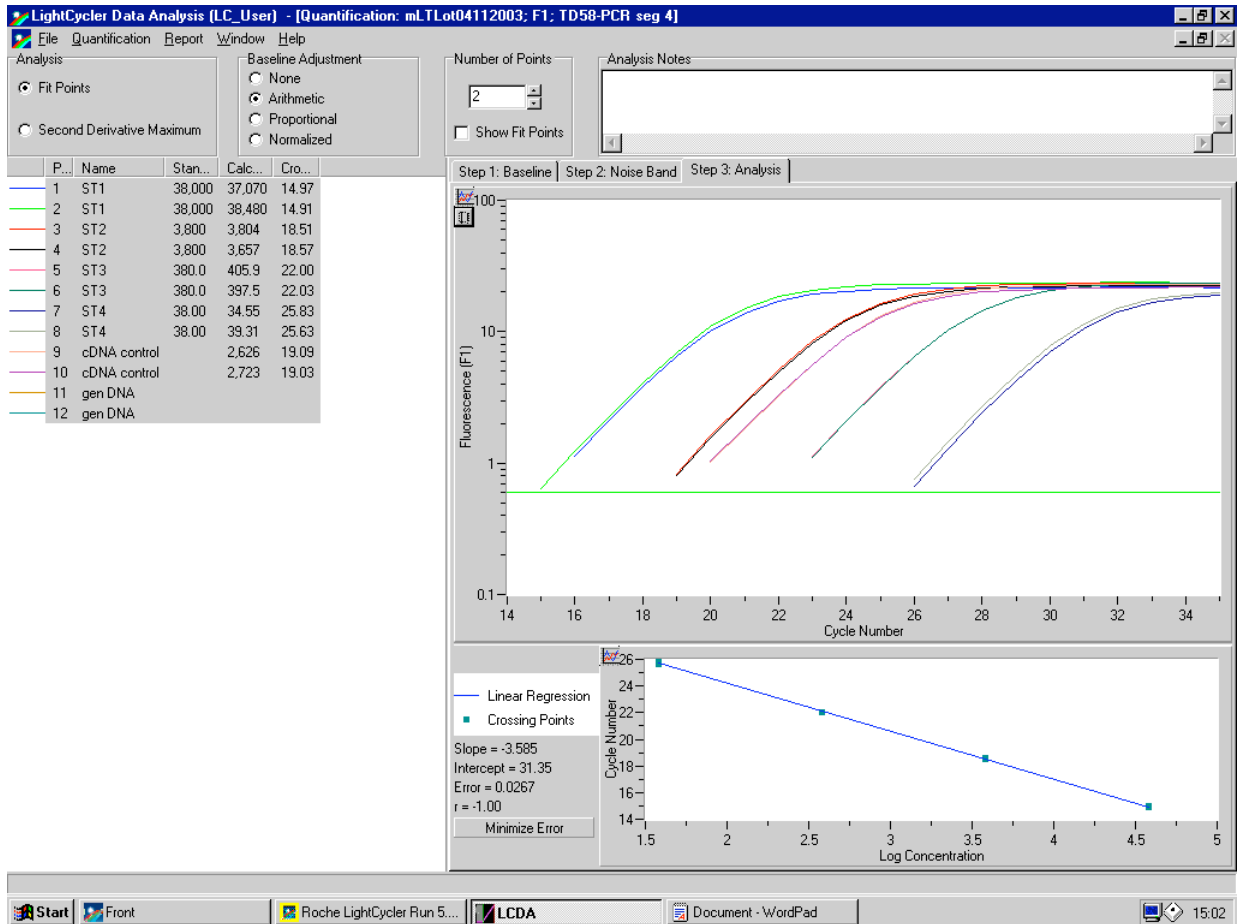 LightCycler Data Analysis (LC_User) - [Quantification: mLTLot04112003; F1; TD58-PCR seg 4]
File Quantification Report Window Help
Analysis
Fit Points
Second Derivative Maximum
Baseline Adjustment
None
Arithmetic
Proportional
Normalized
Number of Points
2
Show Fit Points
Analysis Notes
P... Name Stan... Calc... Cro...
1 ST1 38,000 37,070 14.97
2 ST1 38,000 38,480 14.91
3 ST2 3,800 3,804 18.51
4 ST2 3,800 3,657 18.57
5 ST3 380.0 405.9 22.00
6 ST3 380.0 397.5 22.03
7 ST4 38.00 34.55 25.83
8 ST4 38.00 39.31 25.63
9 cDNA control 2,626 19.09
10 cDNA control 2,723 19.03
11 gen DNA
12 gen DNA
Step 1: Baseline Step 2: Noise Band Step 3: Analysis
100
10
1
0.1
Fluorescence (F1)
14 16 18 20 22 24 26 28 30 32 34
Cycle Number
Linear Regression
Crossing Points
Slope = -3.585
Intercept = 31.35
Error = 0.0267
r = -1.00
Minimize Error
26
24
22
20
18
16
14
Cycle Number
1.5 2 2.5 3 3.5 4 4.5 5
Log Concentration
Start Front Roche LightCycler Run 5.... LCDA Document - WordPad 15:02